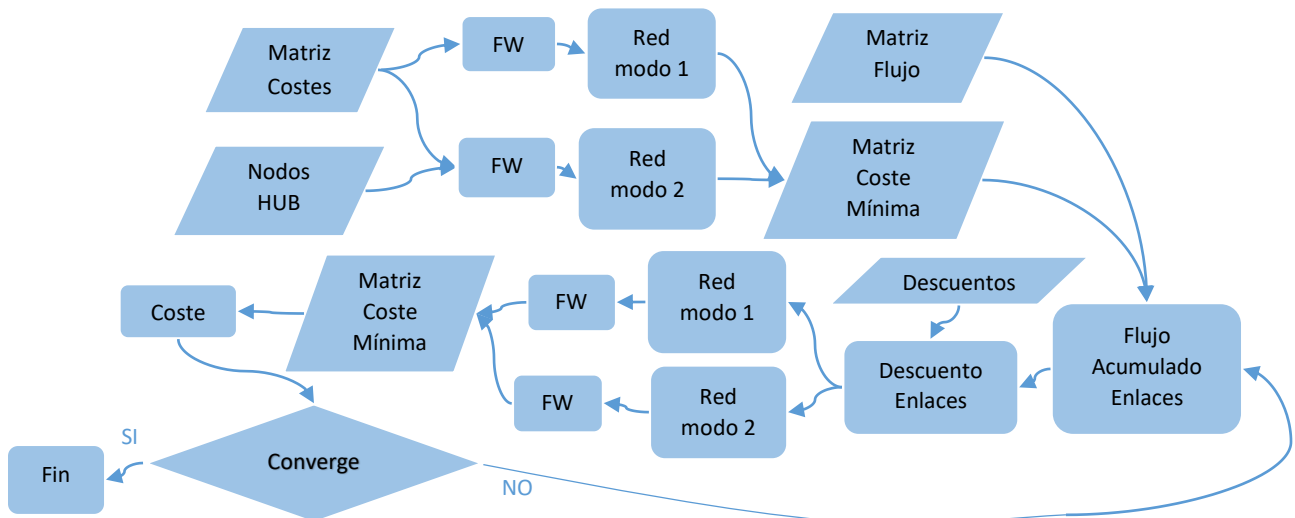 Matriz
Costes
FW
Red
modo 1
Matriz
Flujo
Nodos
HUB
FW
Red
modo 2
Matriz
Coste
Mínima
Coste
Matriz
Coste
Mínima
FW
Red
modo 1
Descuentos
FW
Red
modo 2
Descuento
Enlaces
Flujo
Acumulado
Enlaces
SI
Fin
Converge
NO